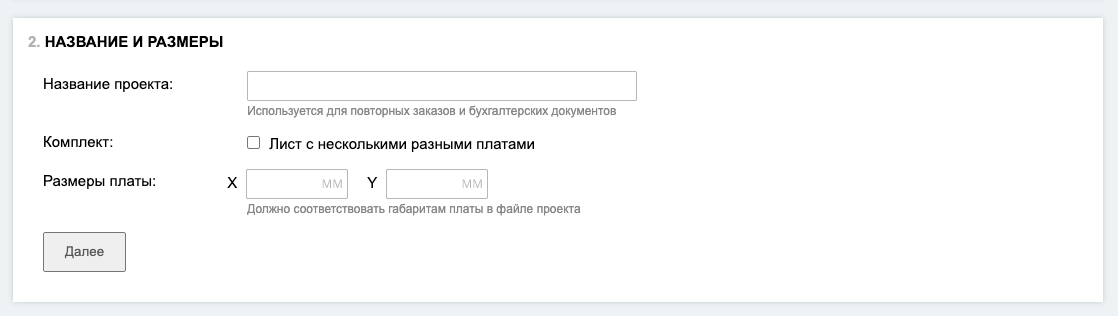 2. НАЗВАНИЕ И РАЗМЕРЫ
Название проекта:
Используется для повторных заказов и бухгалтерских документов
Комплект: Лист с несколькими разными платами
Размеры платы: X мм Y мм
Должно соответствовать габаритам платы в файле проекта
Далее